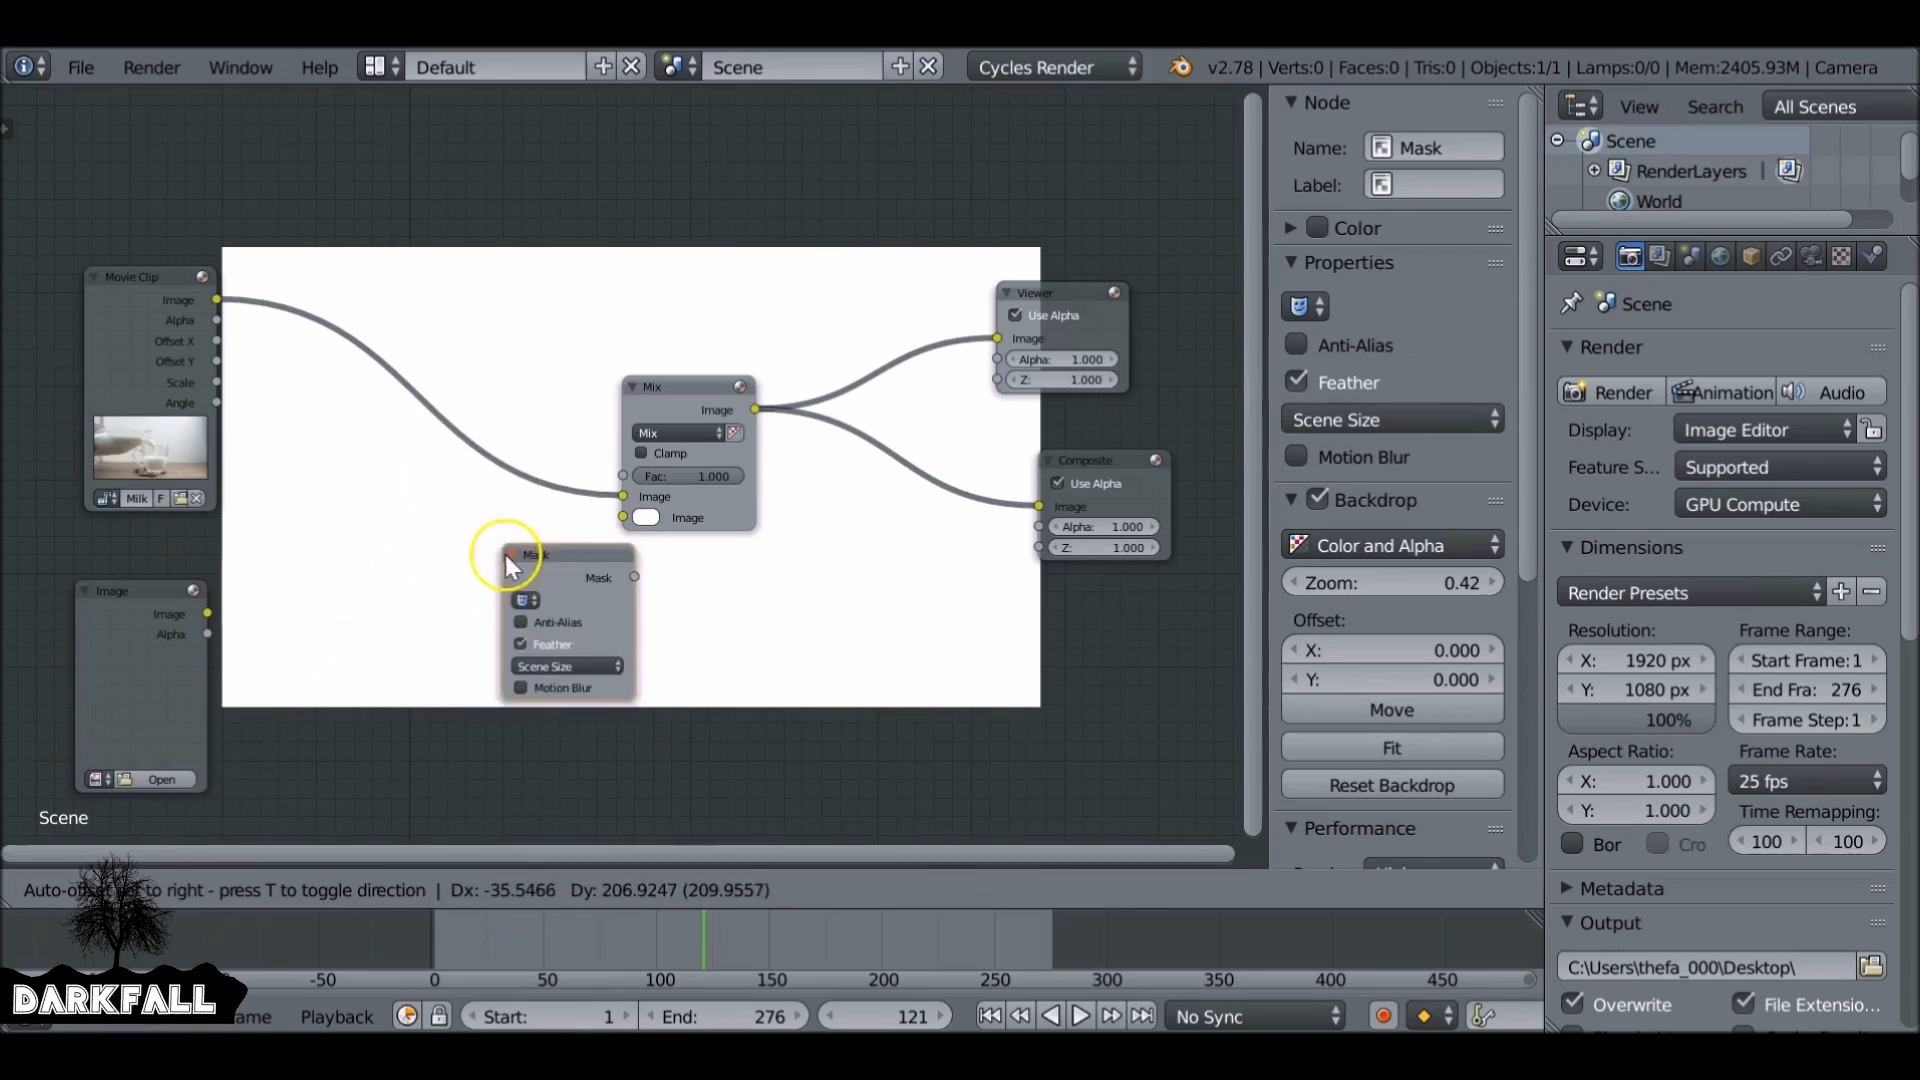 File Render Window Help Default Scene Cycles Render v2.78 | Verts:0 | Faces:0 | Tris:0 | Objects:1/1 | Lamps:0/0 | Mem:2405.93M | Camera
Movie Clip
Image
Alpha
Offset X
Offset Y
Scale
Angle
Milk F
Image
Image
Alpha
Open
Scene
Mix
Image
Mix
Clamp
Fac: 1.000
Image
Image
Mask
Mask
Anti-Alias
Feather
Scene Size
Motion Blur
Viewer
Use Alpha
Image
Alpha: 1.000
Z: 1.000
Composite
Use Alpha
Image
Alpha: 1.000
Z: 1.000
Node
Name: Mask
Label:
Color
Properties
Anti-Alias
Feather
Scene Size
Motion Blur
Backdrop
Color and Alpha
Zoom: 0.42
Offset:
X: 0.000
Y: 0.000
Move
Fit
Reset Backdrop
Performance
View Search All Scenes
Scene
RenderLayers |
World
Scene
Render
Render Animation Audio
Display: Image Editor
Feature S... Supported
Device: GPU Compute
Dimensions
Render Presets
Resolution: Frame Range:
X: 1920 px Start Frame:1
Y: 1080 px End Fra: 276
100% Frame Step:1
Aspect Ratio: Frame Rate:
X: 1.000 25 fps
Y: 1.000 Time Remapping:
Bor Cro 100 100
Metadata
Output
C:\Users\thefa_000\Desktop\
Overwrite File Extensio...
to right - press T to toggle direction | Dx: -35.5466 Dy: 206.9247 (209.9557)
-50 0 50 100 150 200 250 300 350 400 450
DARKFALL
Playback Start: 1 End: 276 121 No Sync